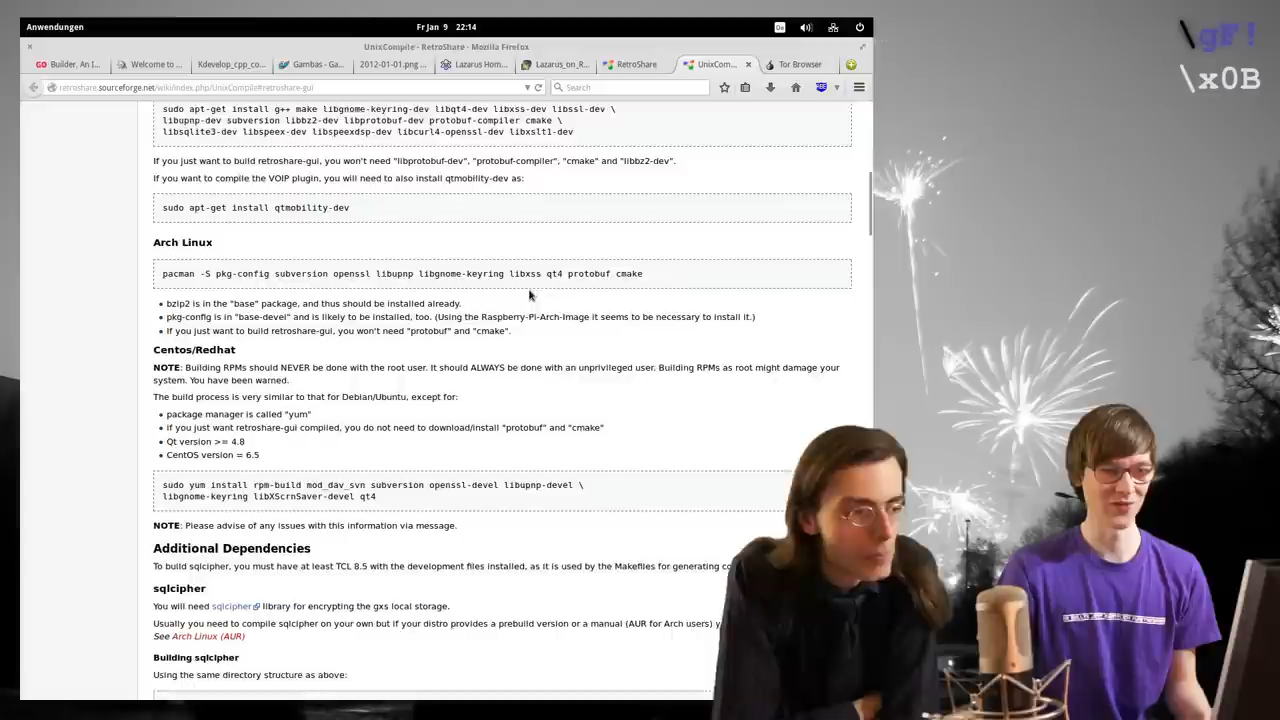 Anwendungen
Fr Jan 9 22:14
De
\gF!
\x0B
UnixCompile - RetroShare - Mozilla Firefox
Builder, An I...
Welcome to ...
Kdevelop_cpp_co...
Gambas - Ga...
2012-01-01.png ...
Lazarus Hom...
Lazarus_on_R...
RetroShare
UnixCom...
Tor Browser
retroshare.sourceforge.net/wiki/index.php/UnixCompile#retroshare-gui
Search
sudo apt-get install g++ make libgnome-keyring-dev libqt4-dev libxss-dev libssl-dev \
libupnp-dev subversion libbz2-dev libprotobuf-dev protobuf-compiler cmake \
libsqlite3-dev libspeex-dev libspeexdsp-dev libcurl4-openssl-dev libxslt1-dev
If you just want to build retroshare-gui, you won't need "libprotobuf-dev", "protobuf-compiler", "cmake" and "libbz2-dev".
If you want to compile the VOIP plugin, you will need to also install qtmobility-dev as:
sudo apt-get install qtmobility-dev
Arch Linux
pacman -S pkg-config subversion openssl libupnp libgnome-keyring libxss qt4 protobuf cmake
• bzip2 is in the "base" package, and thus should be installed already.
• pkg-config is in "base-devel" and is likely to be installed, too. (Using the Raspberry-Pi-Arch-Image it seems to be necessary to install it.)
• If you just want to build retroshare-gui, you won't need "protobuf" and "cmake".
Centos/Redhat
NOTE: Building RPMs should NEVER be done with the root user. It should ALWAYS be done with an unprivileged user. Building RPMs as root might damage your
system. You have been warned.
The build process is very similar to that for Debian/Ubuntu, except for:
• package manager is called "yum"
• if you just want retroshare-gui compiled, you do not need to download/install "protobuf" and "cmake"
• Qt version >= 4.8
• CentOS version = 6.5
sudo yum install rpm-build mod_dav_svn subversion openssl-devel libupnp-devel \
libgnome-keyring libXScrnSaver-devel qt4
NOTE: Please advise of any issues with this information via message.
Additional Dependencies
To build sqlcipher, you must have at least TCL 8.5 with the development files installed, as it is used by the Makefiles for generating
sqlcipher
You will need sqlcipher library for encrypting the gxs local storage.
Usually you need to compile sqlcipher on your own but if your distro provides a prebuild version or a manual (AUR for Arch users)
See Arch Linux (AUR)
Building sqlcipher
Using the same directory structure as above: